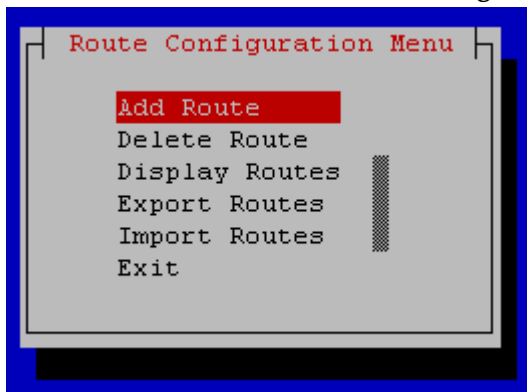 Route Configuration Menu
Add Route
Delete Route
Display Routes
Export Routes
Import Routes
Exit